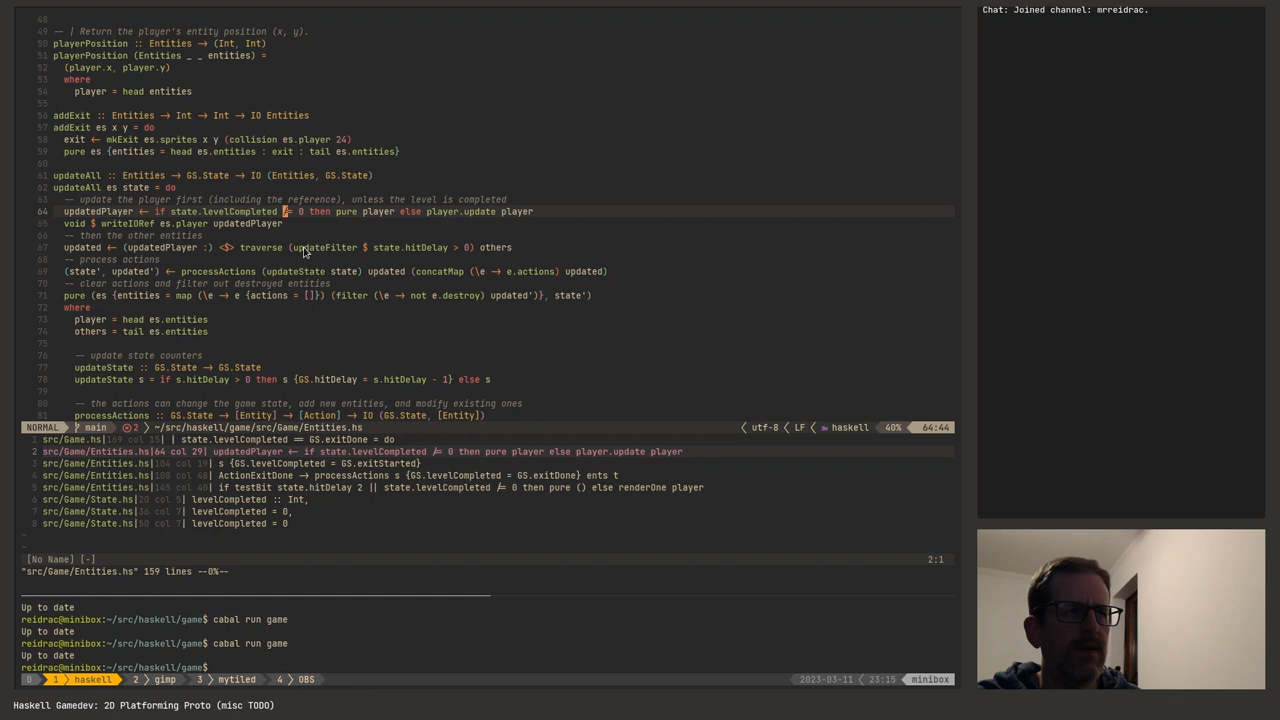 48
49 -- | Return the player's entity position (x, y).
50 playerPosition :: Entities → (Int, Int)
51 playerPosition (Entities _ _ entities) =
52 (player.x, player.y)
53 where
54 player = head entities
55
56 addExit :: Entities → Int → Int → IO Entities
57 addExit es x y = do
58 exit ← mkExit es.sprites x y (collision es.player 24)
59 pure es {entities = head es.entities : exit : tail es.entities}
60
61 updateAll :: Entities → GS.State → IO (Entities, GS.State)
62 updateAll es state = do
63 -- update the player first (including the reference), unless the level is completed
64 updatedPlayer ← if state.levelCompleted /= 0 then pure player else player.update player
65 void $ writeIORef es.player updatedPlayer
66 -- then the other entities
67 updated ← (updatedPlayer :) <$> traverse (updateFilter $ state.hitDelay > 0) others
68 -- process actions
69 (state', updated') ← processActions (updateState state) updated (concatMap (\e → e.actions) updated)
70 -- clear actions and filter out destroyed entities
71 pure (es {entities = map (\e → e {actions = []}) (filter (\e → not e.destroy) updated')}, state')
72 where
73 player = head es.entities
74 others = tail es.entities
75
76 -- update state counters
77 updateState :: GS.State → GS.State
78 updateState s = if s.hitDelay > 0 then s {GS.hitDelay = s.hitDelay - 1} else s
79
80 -- the actions can change the game state, add new entities, and modify existing ones
81 processActions :: GS.State → [Entity] → [Action] → IO (GS.State, [Entity])
NORMAL main 2 ~/src/haskell/game/src/Game/Entities.hs utf-8 LF haskell 40% 64:44
1 src/Game.hs|169 col 15| | state.levelCompleted == GS.exitDone = do
2 src/Game/Entities.hs|64 col 29| updatedPlayer ← if state.levelCompleted /= 0 then pure player else player.update player
3 src/Game/Entities.hs|104 col 19| s {GS.levelCompleted = GS.exitStarted}
4 src/Game/Entities.hs|108 col 48| ActionExitDone → processActions s {GS.levelCompleted = GS.exitDone} ents t
5 src/Game/Entities.hs|145 col 40| if testBit state.hitDelay 2 || state.levelCompleted /= 0 then pure () else renderOne player
6 src/Game/State.hs|20 col 5| levelCompleted :: Int,
7 src/Game/State.hs|36 col 7| levelCompleted = 0,
8 src/Game/State.hs|50 col 7| levelCompleted = 0
~
~
[No Name] [-] 2:1
"src/Game/Entities.hs" 159 lines --0%--
Up to date
reidrac@minibox:~/src/haskell/game$ cabal run game
Up to date
reidrac@minibox:~/src/haskell/game$ cabal run game
Up to date
reidrac@minibox:~/src/haskell/game$
0 1 haskell 2 gimp 3 mytiled 4 OBS 2023-03-11 23:15 minibox
Haskell Gamedev: 2D Platforming Proto (misc TODO)
Chat: Joined channel: mrreidrac.